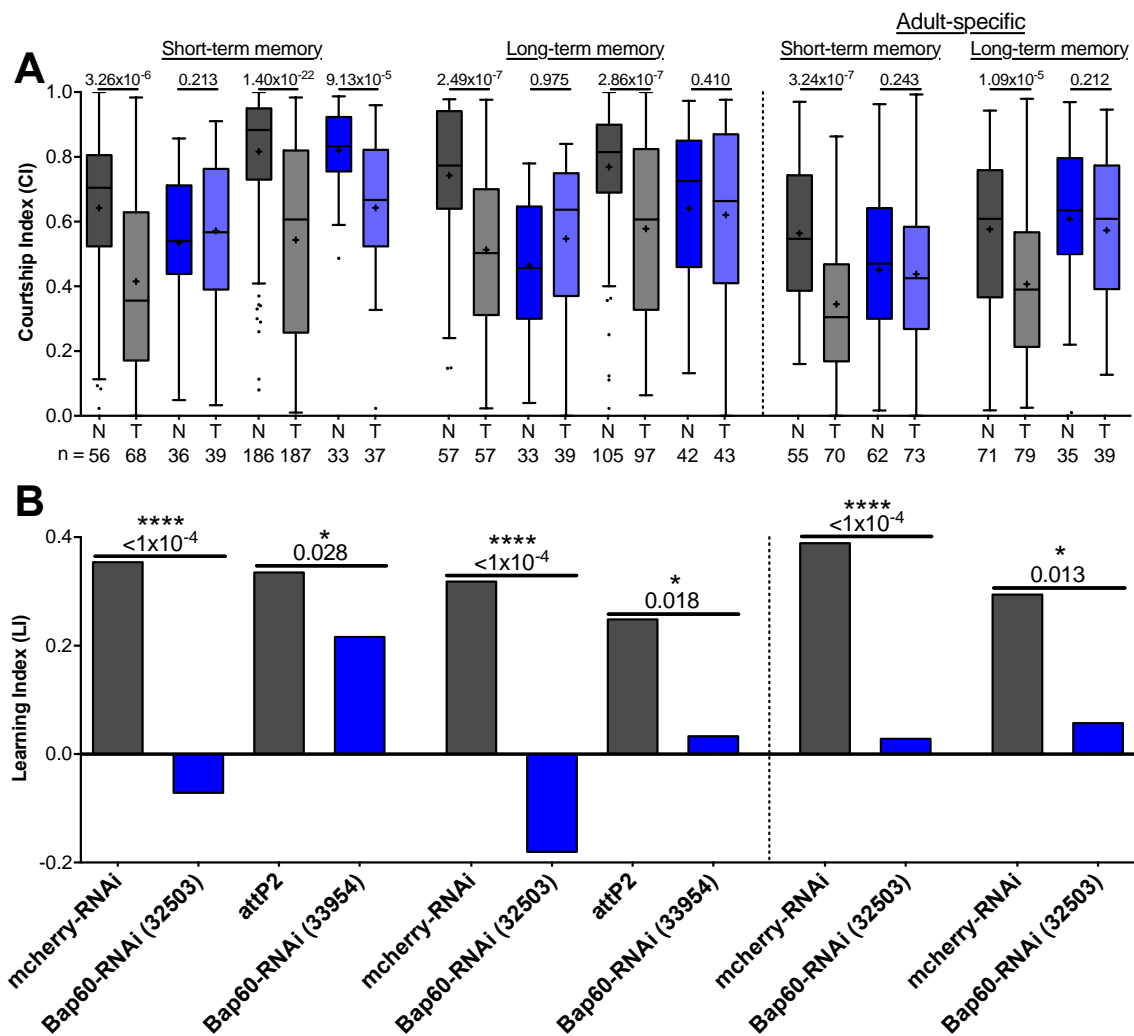 Adult-specific
Short-term memory Long-term memory Short-term memory Long-term memory
A
3.26x10-6 0.213 1.40x10-22 9.13x10-5 2.49x10-7 0.975 2.86x10-7 0.410 3.24x10-7 0.243 1.09x10-5 0.212
Courtship Index (CI)
1.0
0.8
0.6
0.4
0.2
0.0
N T N T N T N T N T N T N T N T N T N T N T N T
n = 56 68 36 39 186 187 33 37 57 57 33 39 105 97 42 43 55 70 62 73 71 79 35 39
B
Learning Index (LI)
0.4
0.2
0.0
-0.2
**** * **** * **** *
<1x10-4 0.028 <1x10-4 0.018 <1x10-4 0.013
mcherry-RNAi
Bap60-RNAi (32503)
attP2
Bap60-RNAi (33954)
mcherry-RNAi
Bap60-RNAi (32503)
attP2
Bap60-RNAi (33954)
mcherry-RNAi
Bap60-RNAi (32503)
mcherry-RNAi
Bap60-RNAi (32503)